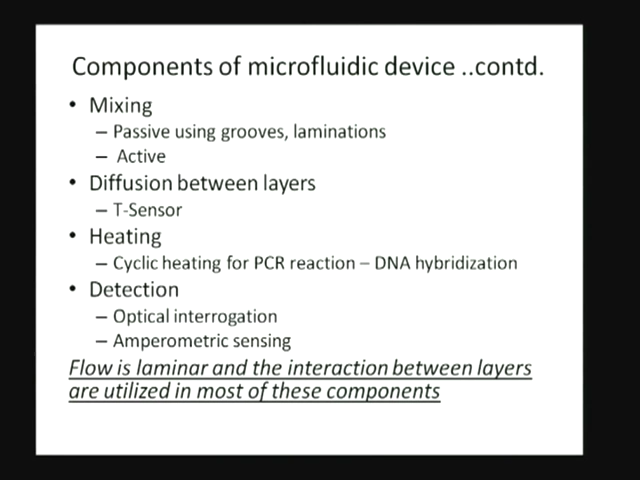 Components of microfluidic device ..contd.
• Mixing
– Passive using grooves, laminations
– Active
• Diffusion between layers
– T-Sensor
• Heating
– Cyclic heating for PCR reaction – DNA hybridization
• Detection
– Optical interrogation
– Amperometric sensing
Flow is laminar and the interaction between layers
are utilized in most of these components